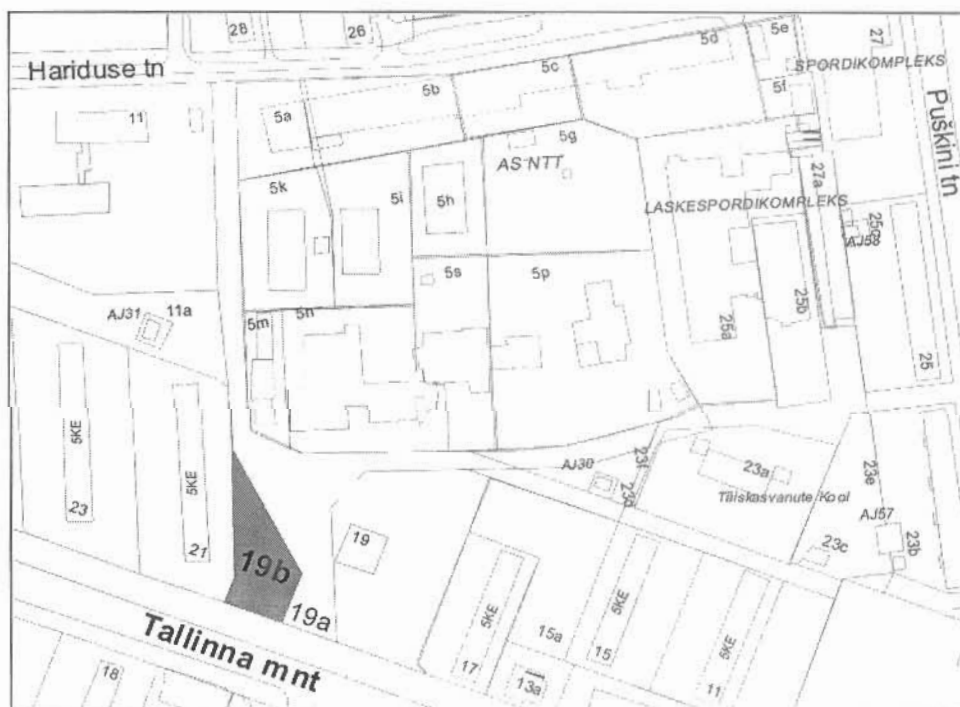 28
26
Hariduse tn
5a
5b
5c
5d
5e
27
SPORDIKOMPLEKS
5f
Puškini tn
11
5g
AS NTT
5k
5i
5h
27a
LASKESPORDIKOMPLEKS
25c
AJ58
5s
5p
25b
25a
25
AJ31
11a
5m
5n
5KE
5KE
23
21
AJ30
23f
23d
23a
Täiskasvanute Kool
23e
AJ57
23b
23c
19
19b
19a
Tallinna mnt
5KE
5KE
5KE
15a
15
17
13a
11
18